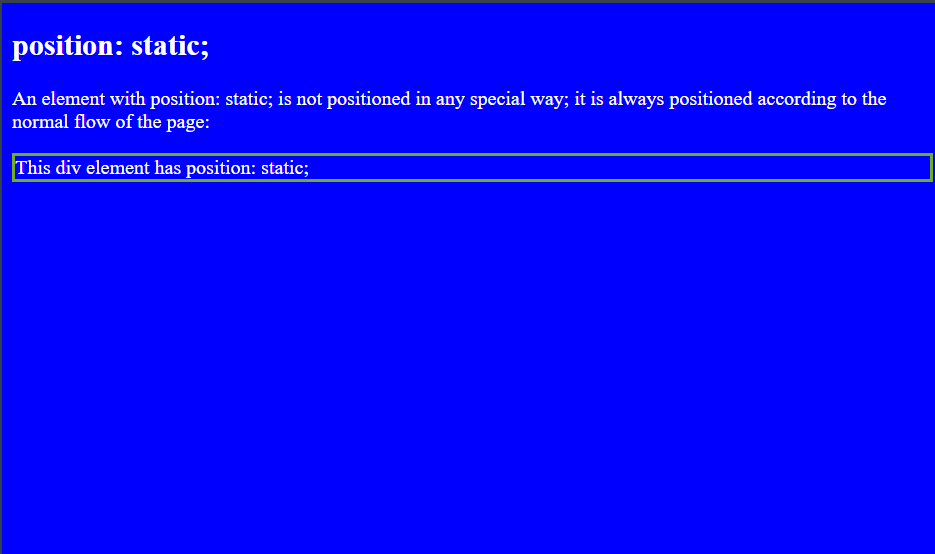 position: static;
An element with position: static; is not positioned in any special way; it is always positioned according to the
normal flow of the page:
This div element has position: static;